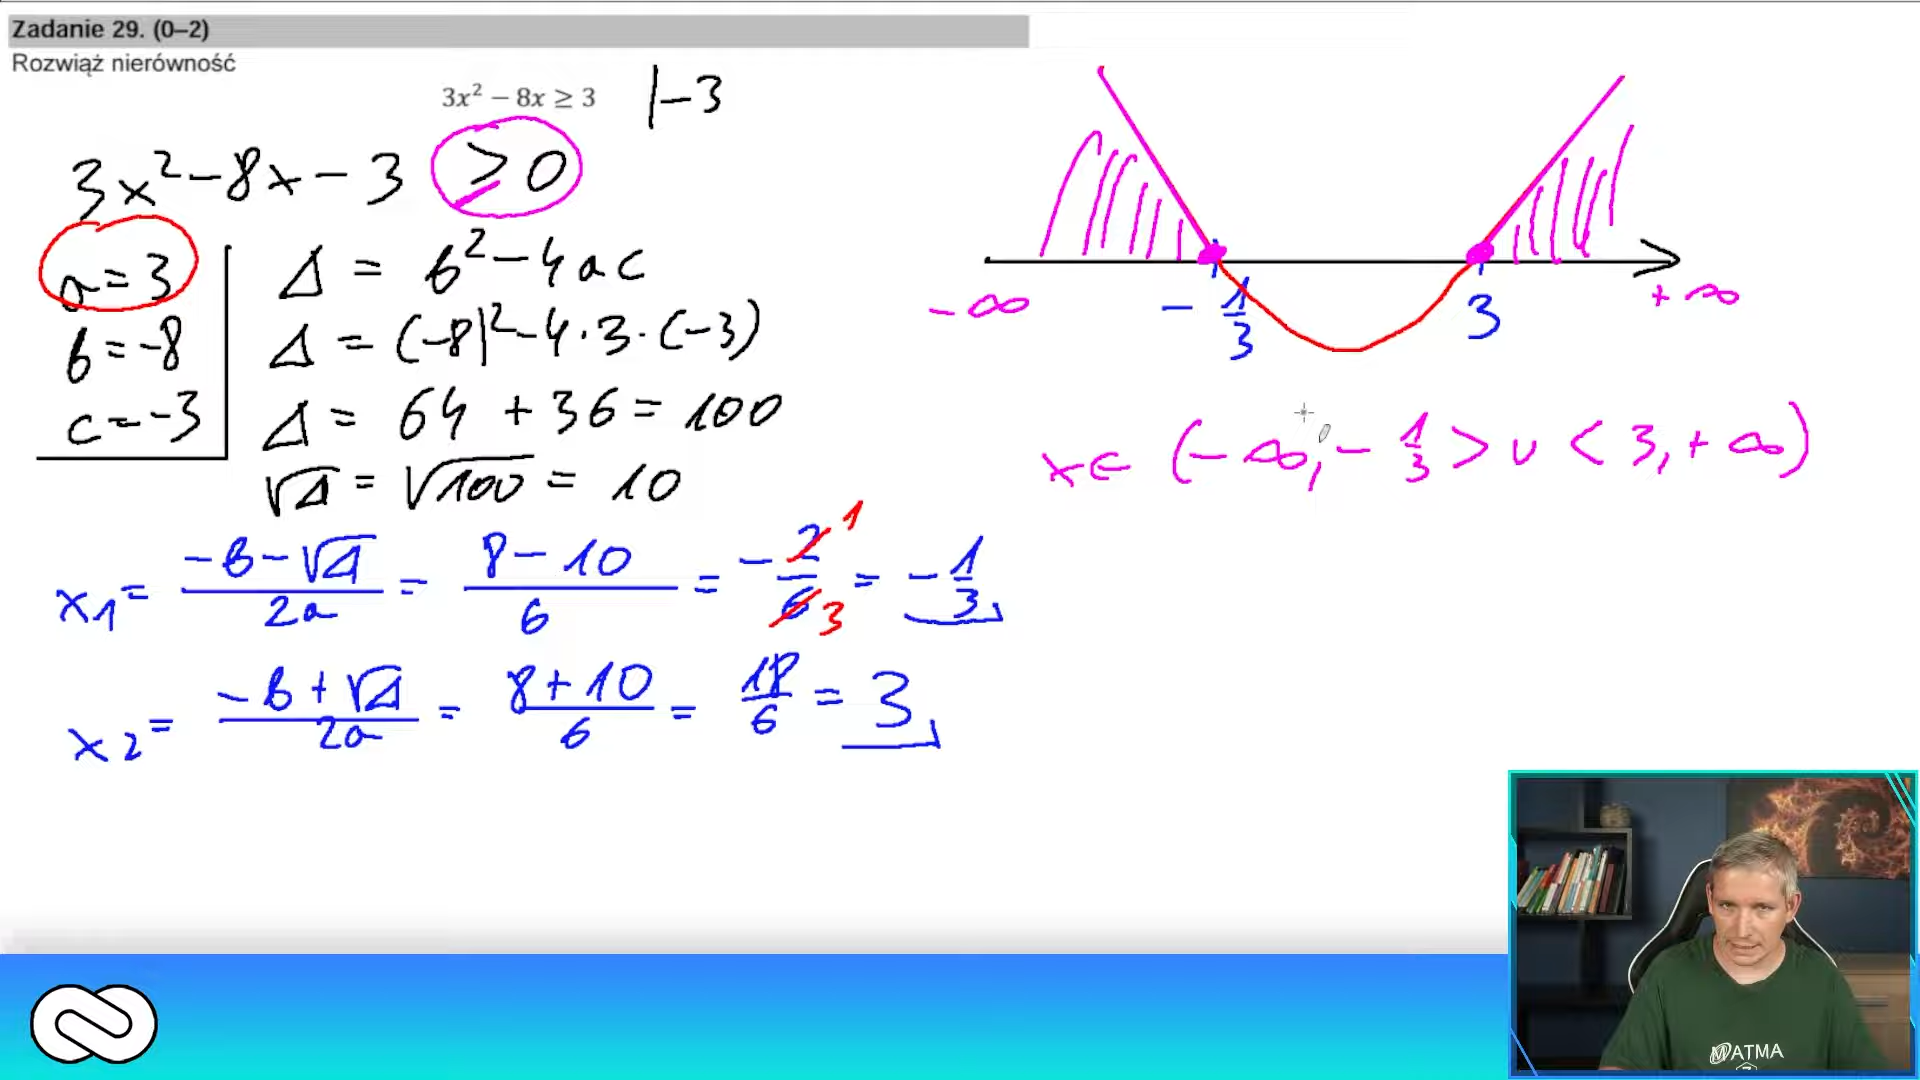 Zadanie 29. (0–2)
Rozwiąż nierówność
3x² − 8x ≥ 3 |−3
3x² − 8x − 3 ≥ 0
a = 3
b = −8
c = −3
Δ = b² − 4ac
Δ = (−8)² − 4·3·(−3)
Δ = 64 + 36 = 100
√Δ = √100 = 10
x1 = (−b − √Δ)/2a = (8 − 10)/6 = −2/6 1 3 = −1/3
x2 = (−b + √Δ)/2a = (8 + 10)/6 = 18/6 = 3
−∞ −1/3 3 +∞
x ∈ (−∞, −1/3 > ∪ < 3, +∞)
MATMA